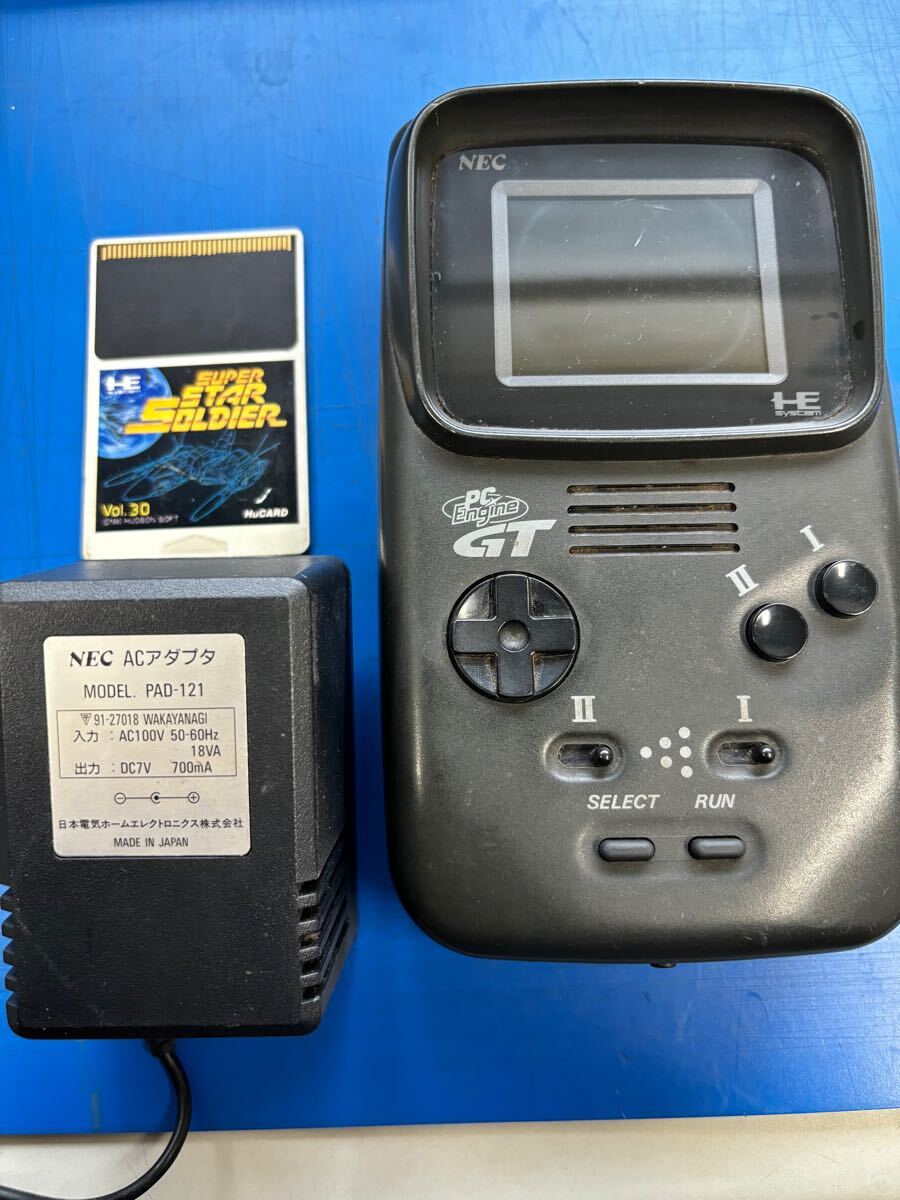 HE
system
SUPER
STAR
SOLDIER
Vol.30
HuCARD
NEC ACアダプタ
MODEL. PAD-121
91-27018 WAKAYANAGI
入力 : AC100V 50-60Hz
18VA
出力 : DC7V 700mA
日本電気ホームエレクトロニクス株式会社
MADE IN JAPAN
NEC
HE
system
PC
Engine
GT
II I
II I
SELECT RUN